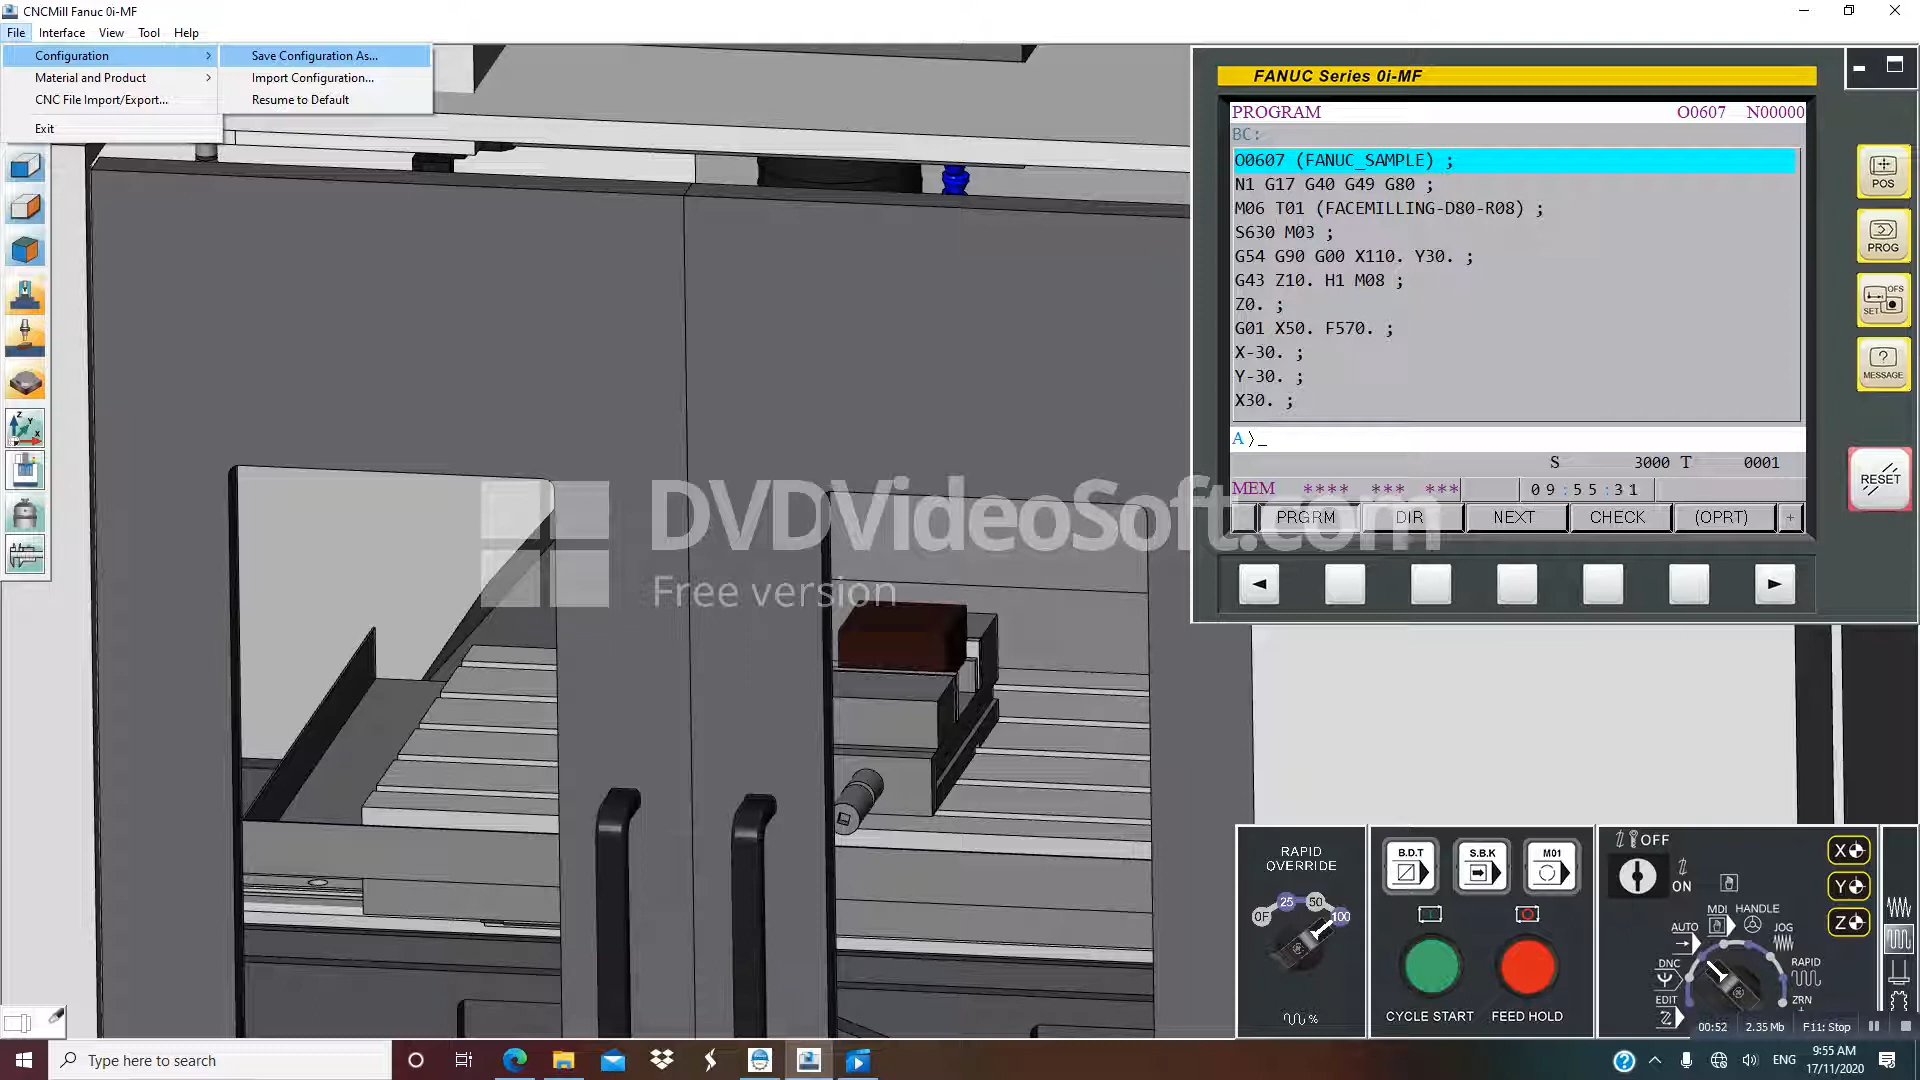 CNCMill Fanuc 0i-MF
File Interface View Tool Help
Configuration
Save Configuration As...
Material and Product
Import Configuration...
CNC File Import/Export...
Resume to Default
Exit
FANUC Series 0i-MF
PROGRAM O0607 N00000
BC:
O0607 (FANUC_SAMPLE) ;
N1 G17 G40 G49 G80 ;
M06 T01 (FACEMILLING-D80-R08) ;
S630 M03 ;
G54 G90 G00 X110. Y30. ;
G43 Z10. H1 M08 ;
Z0. ;
G01 X50. F570. ;
X-30. ;
Y-30. ;
X30. ;
A >_
S 3000 T 0001
MEM **** *** *** 09:55:31
PRGRM DIR NEXT CHECK (OPRT) +
POS
PROG
OFS
SET
MESSAGE
RESET
DVDVideoSoft.com
Free version
Z Y X
RAPID
OVERRIDE
0F 25 50 100
%
B.D.T S.B.K M01
CYCLE START FEED HOLD
OFF
ON
X
Y
Z
MDI HANDLE
AUTO JOG
DNC RAPID
EDIT ZRN
00:52 2.35 Mb F11: Stop
Type here to search
ENG
9:55 AM
17/11/2020